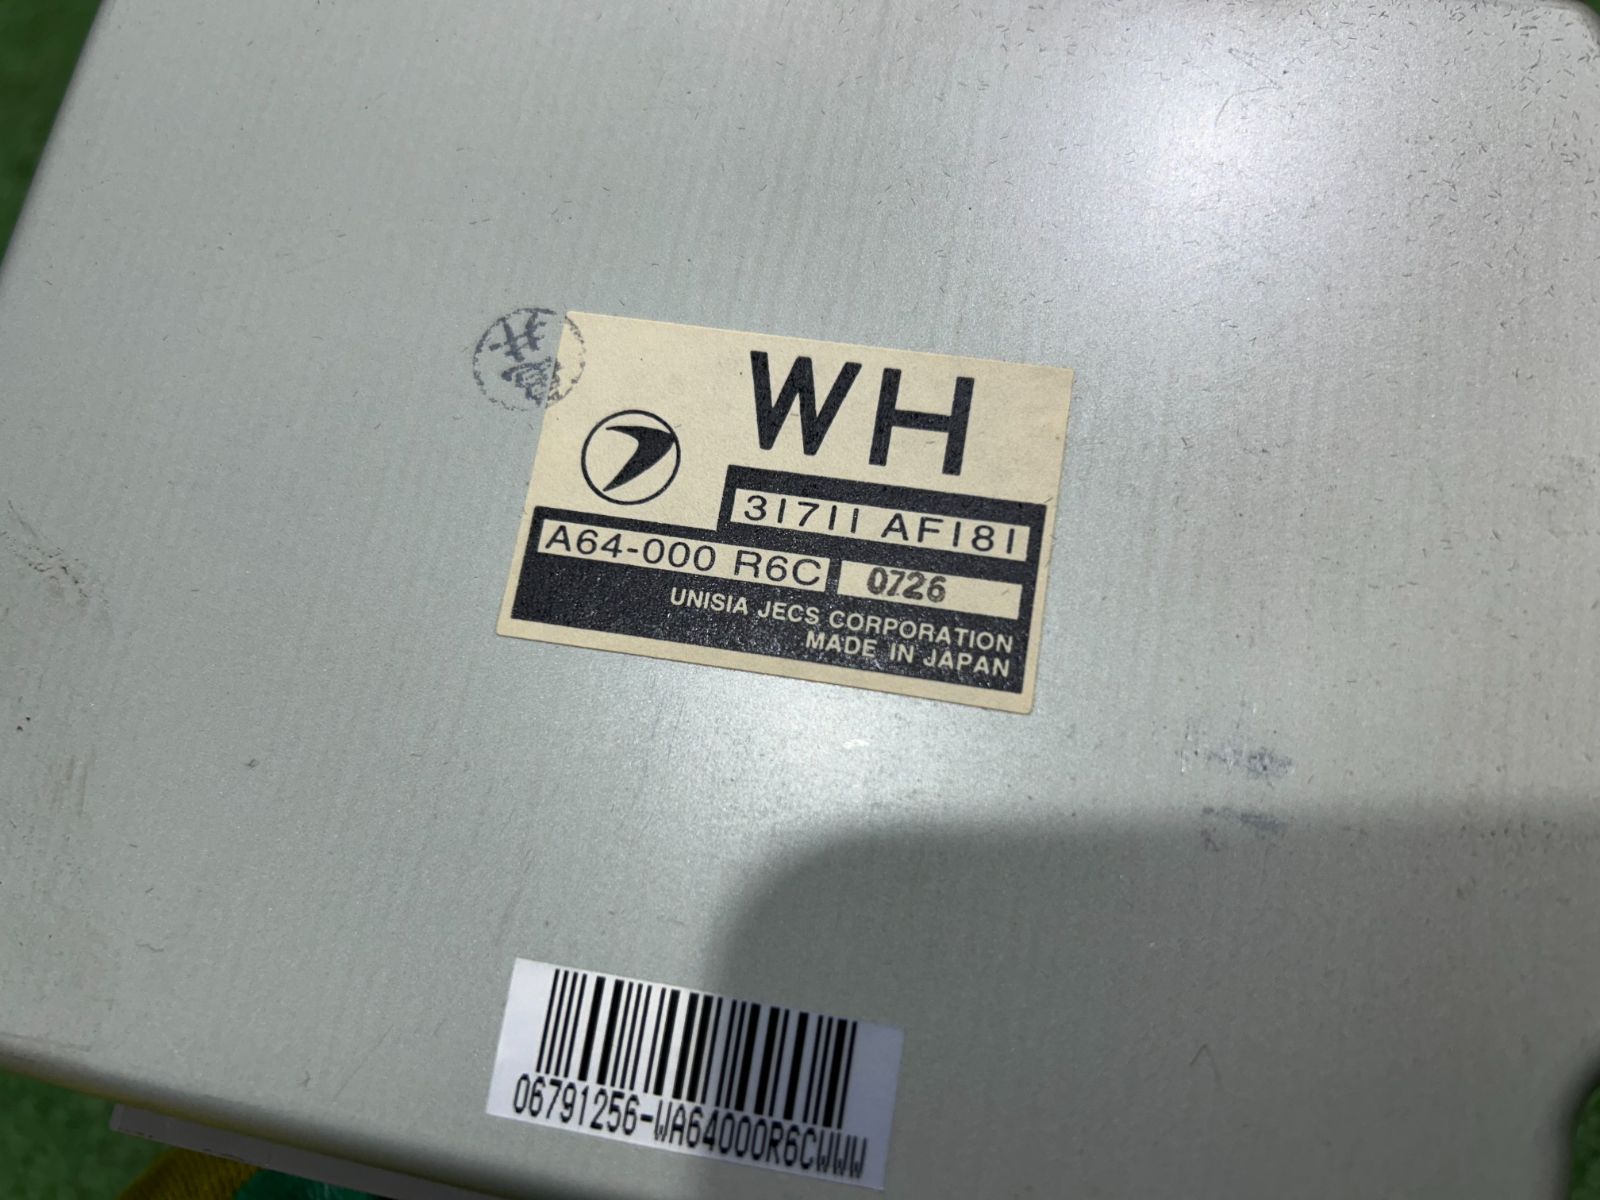 WH
31711 AF181
A64-000 R6C
0726
UNISIA JECS CORPORATION
MADE IN JAPAN
06791256-WA64000R6CWWW